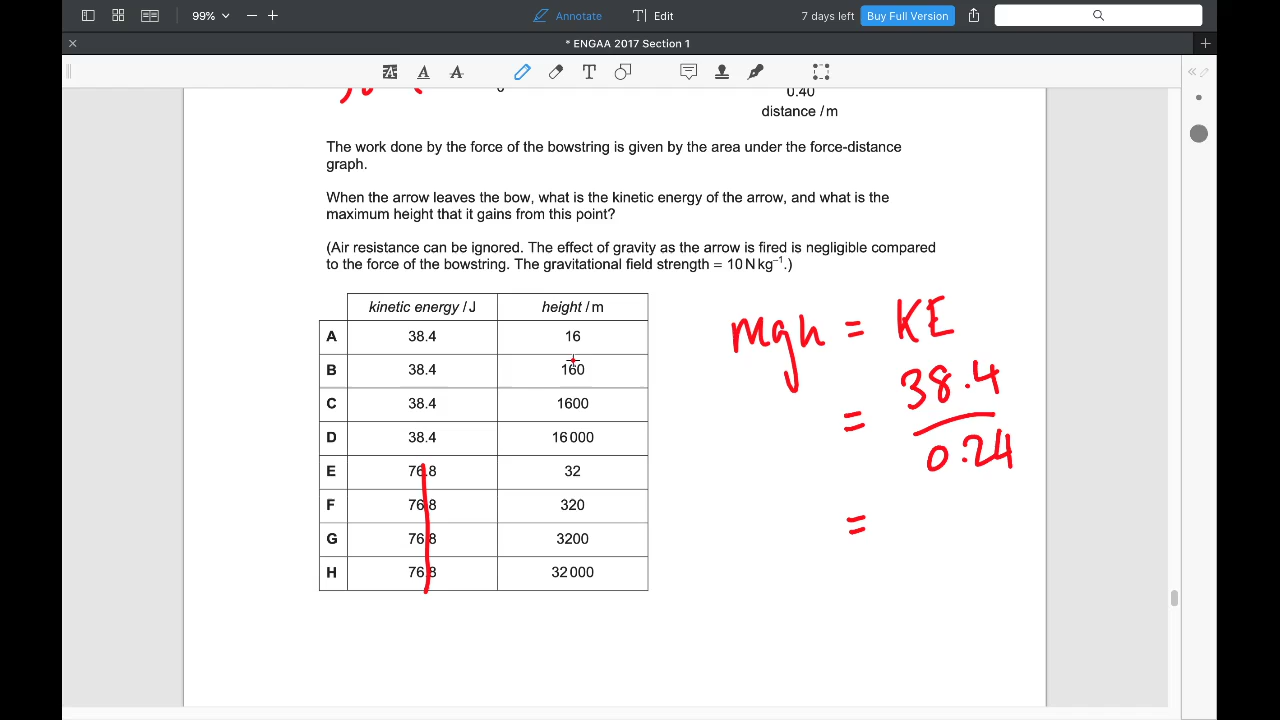 99%
Annotate
Edit
7 days left
Buy Full Version
* ENGAA 2017 Section 1
0.40
distance / m
The work done by the force of the bowstring is given by the area under the force-distance
graph.
When the arrow leaves the bow, what is the kinetic energy of the arrow, and what is the
maximum height that it gains from this point?
(Air resistance can be ignored. The effect of gravity as the arrow is fired is negligible compared
to the force of the bowstring. The gravitational field strength = 10 N kg⁻¹.)
kinetic energy / J height / m
A 38.4 16
B 38.4 160
C 38.4 1600
D 38.4 16 000
E 76.8 32
F 76.8 320
G 76.8 3200
H 76.8 32 000
mgh = KE
= 38.4
0.24
=